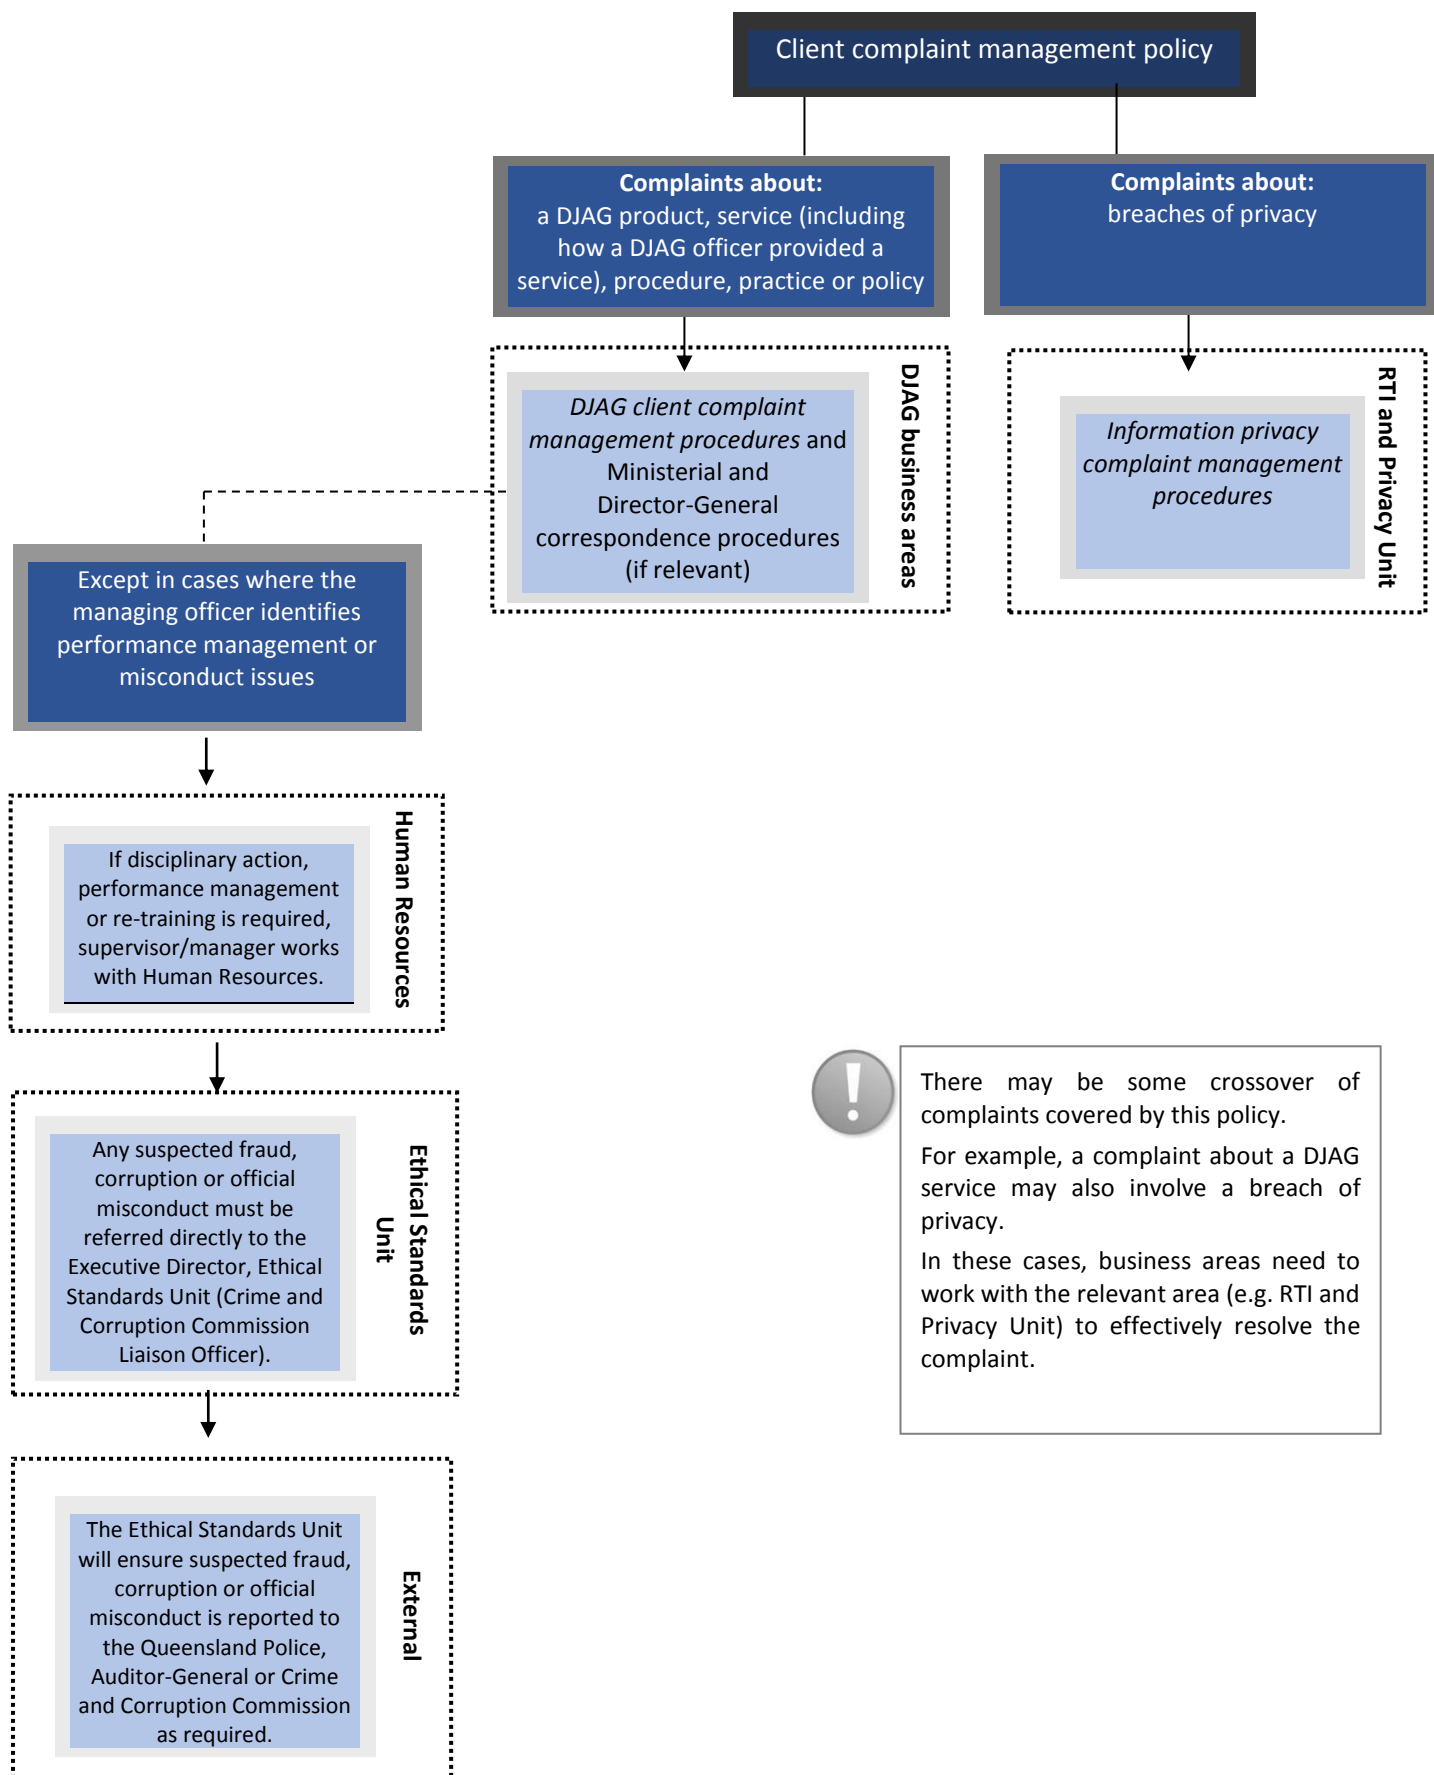 Client complaint management policy
Complaints about:
a DJAG product, service (including
how a DJAG officer provided a
service), procedure, practice or policy
Complaints about:
breaches of privacy
DJAG client complaint
management procedures and
Ministerial and
Director-General
correspondence procedures
(if relevant)
DJAG business areas
Information privacy
complaint management
procedures
RTI and Privacy Unit
Except in cases where the
managing officer identifies
performance management or
misconduct issues
If disciplinary action,
performance management
or re-training is required,
supervisor/manager works
with Human Resources.
Human Resources
Any suspected fraud,
corruption or official
misconduct must be
referred directly to the
Executive Director, Ethical
Standards Unit (Crime and
Corruption Commission
Liaison Officer).
Ethical Standards
Unit
The Ethical Standards Unit
will ensure suspected fraud,
corruption or official
misconduct is reported to
the Queensland Police,
Auditor-General or Crime
and Corruption Commission
as required.
External
!
There may be some crossover of
complaints covered by this policy.
For example, a complaint about a DJAG
service may also involve a breach of
privacy.
In these cases, business areas need to
work with the relevant area (e.g. RTI and
Privacy Unit) to effectively resolve the
complaint.